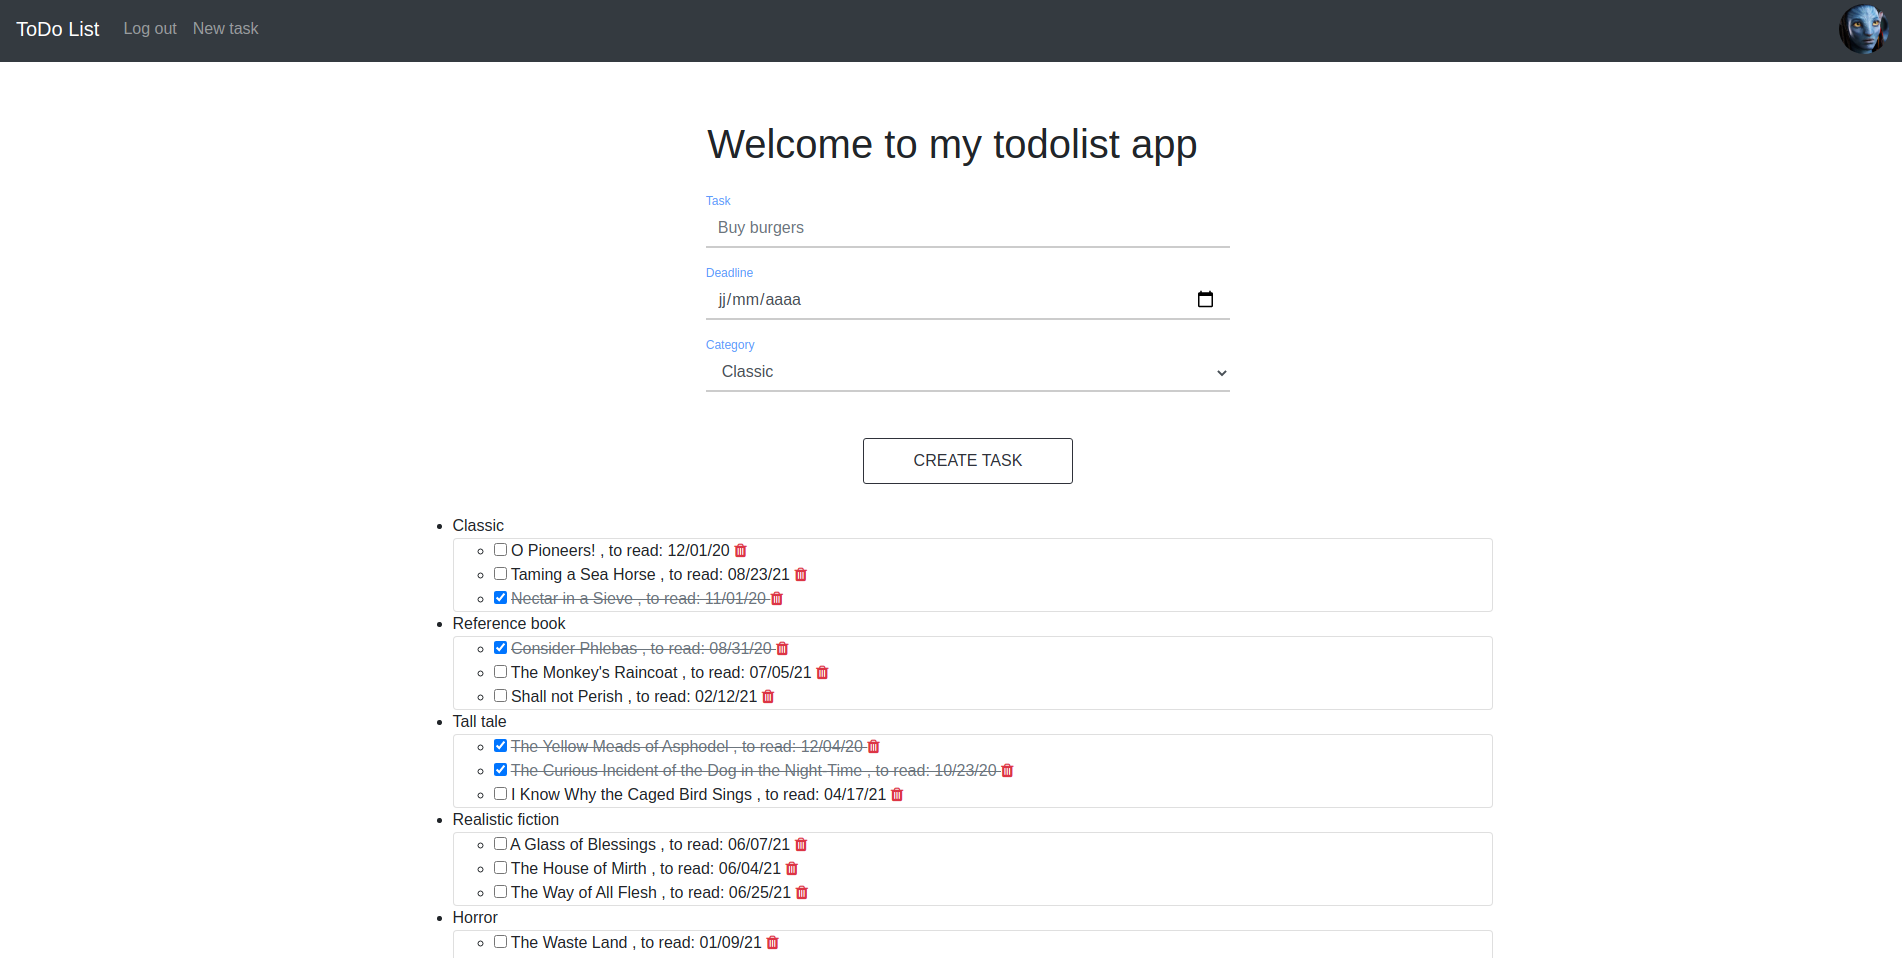 ToDo List Log out New task
Welcome to my todolist app
Task
Buy burgers
Deadline
jj/mm/aaaa
Category
Classic
CREATE TASK
Classic
O Pioneers! , to read: 12/01/20
Taming a Sea Horse , to read: 08/23/21
Nectar in a Sieve , to read: 11/01/20
Reference book
Consider Phlebas , to read: 08/31/20
The Monkey's Raincoat , to read: 07/05/21
Shall not Perish , to read: 02/12/21
Tall tale
The Yellow Meads of Asphodel , to read: 12/04/20
The Curious Incident of the Dog in the Night-Time , to read: 10/23/20
I Know Why the Caged Bird Sings , to read: 04/17/21
Realistic fiction
A Glass of Blessings , to read: 06/07/21
The House of Mirth , to read: 06/04/21
The Way of All Flesh , to read: 06/25/21
Horror
The Waste Land , to read: 01/09/21